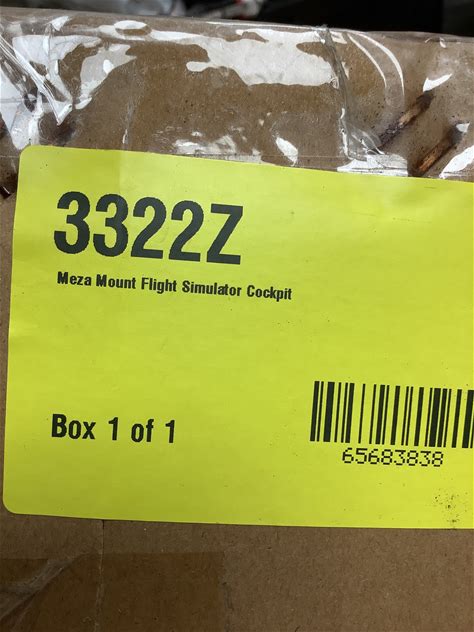 3322Z
Meza Mount Flight Simulator Cockpit
Box 1 of 1
65683838